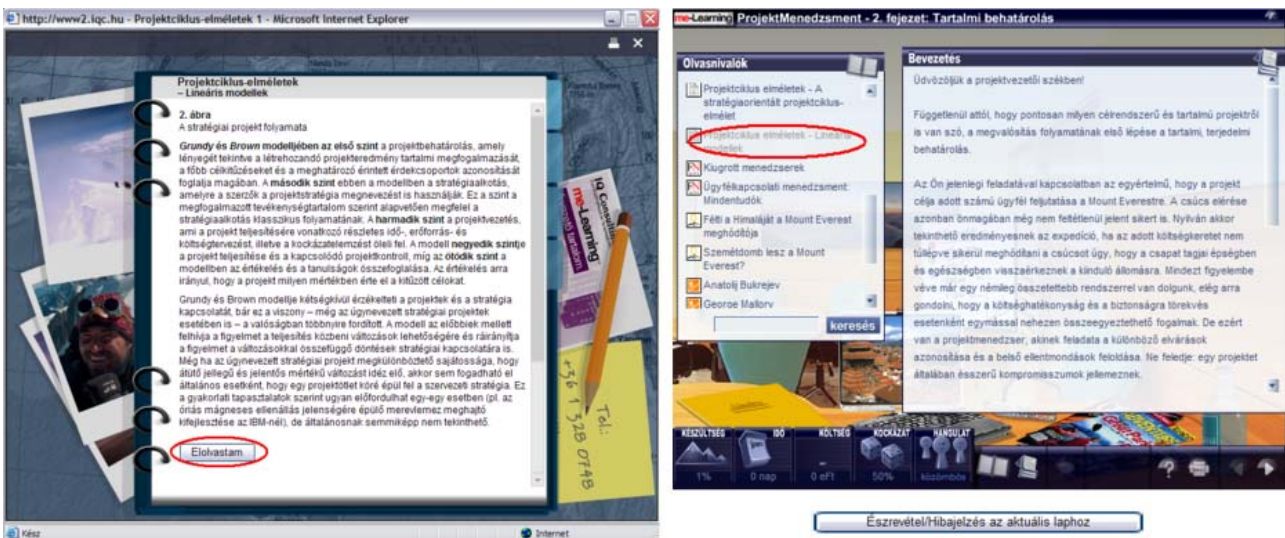 http://www2.iqc.hu - Projektciklus-elméletek 1 - Microsoft Internet Explorer
Projektciklus-elméletek
– Lineáris modellek
2. ábra
A stratégiai projekt folyamata
Grundy és Brown modelljében az első szint a projektbehatárolás, amely
lényegét tekintve a létrehozandó projekteredmény tartalmi megfogalmazását,
a főbb célkitűzéseket és a meghatározó érintett érdekcsoportok azonosítását
foglalja magában. A második szint ebben a modellben a stratégiaalkotás,
amelyre a szerzők a projektstratégia megnevezést is használják. Ez a szint a
megfogalmazott tevékenységtartalom szerint alapvetően megfelel a
stratégiaalkotás klasszikus folyamatának. A harmadik szint a projektvezetés,
ami a projekt teljesítésére vonatkozó részletes idő-, erőforrás- és
költségtervezést, illetve a kockázatelemzést öleli fel. A modell negyedik szintje
a projekt teljesítése és a kapcsolódó projektkontroll, míg az ötödik szint a
modellben az értékelés és a tanulságok összefoglalása. Az értékelés arra
irányul, hogy a projekt milyen mértékben érte el a kitűzött célokat.
Grundy és Brown modellje kétségkívül érzékelteti a projektek és a stratégia
kapcsolatát, bár ez a viszony – még az úgynevezett stratégiai projektek
esetében is – a valóságban többnyire fordított. A modell az előbbiek mellett
felhívja a figyelmet a teljesítés közbeni változások lehetőségére és ráirányítja
a figyelmet a változásokkal összefüggő döntések stratégiai kapcsolatára is.
Még ha az úgynevezett stratégiai projekt megkülönböztető sajátossága, hogy
átütő jellegű és jelentős mértékű változást idéz elő, akkor sem fogadható el
általános esetként, hogy egy projektötlet köré épül fel a szervezeti stratégia. Ez
a gyakorlati tapasztalatok szerint ugyan előfordulhat egy-egy esetben (pl. az
óriás mágneses ellenállás jelenségére épülő merevlemez meghajtó
kifejlesztése az IBM-nél), de általánosnak semmiképp nem tekinthető.
Elolvastam
IQ Consulting
me-Learning
tartalom
Tel.:
+36 1 328 0748
Kész
Internet
me-Learning ProjektMenedzsment - 2. fejezet: Tartalmi behatárolás
Olvasnivalók
Projektciklus elméletek - A
stratégiaorientált projektciklus-
elmélet
Projektciklus elméletek - Lineáris
modellek
Kiugrott menedzserek
Ügyfélkapcsolati menedzsment:
Mindentudók
Félti a Himaláját a Mount Everest
meghódítója
Szemétdomb lesz a Mount
Everest?
Anatolij Bukrejev
George Mallory
keresés
Bevezetés
Üdvözöljük a projektvezetői székben!
Függetlenül attól, hogy pontosan milyen célrendszerű és tartalmú projektről
is van szó, a megvalósítás folyamatának első lépése a tartalmi, terjedelmi
behatárolás.
Az Ön jelenlegi feladatával kapcsolatban az egyértelmű, hogy a projekt
célja adott számú ügyfél feljutatása a Mount Everestre. A csúcs elérése
azonban önmagában még nem feltétlenül jelent sikert is. Nyilván akkor
tekinthető eredményesnek az expedíció, ha az adott költségkeretet nem
túllépve sikerül meghódítani a csúcsot úgy, hogy a csapat tagjai épségben
és egészségben visszaérkeznek a kiinduló állomásra. Mindezt figyelembe
véve már egy némileg összetettebb rendszerrel van dolgunk, elég arra
gondolni, hogy a költséghatékonyság és a biztonságra törekvés
esetenként egymással nehezen összeegyeztethető fogalmak. De ezért
van a projektmenedzser, akinek feladata a különböző elvárások
azonosítása és a belső ellentmondások feloldása. Ne feledje: egy projektet
általában ésszerű kompromisszumok jellemeznek.
KÉSZÜLTSÉG IDŐ KÖLTSÉG KOCKÁZAT HANGULAT
1% 0 nap 0 eFt 50% közömbös
Észrevétel/Hibajelzés az aktuális laphoz